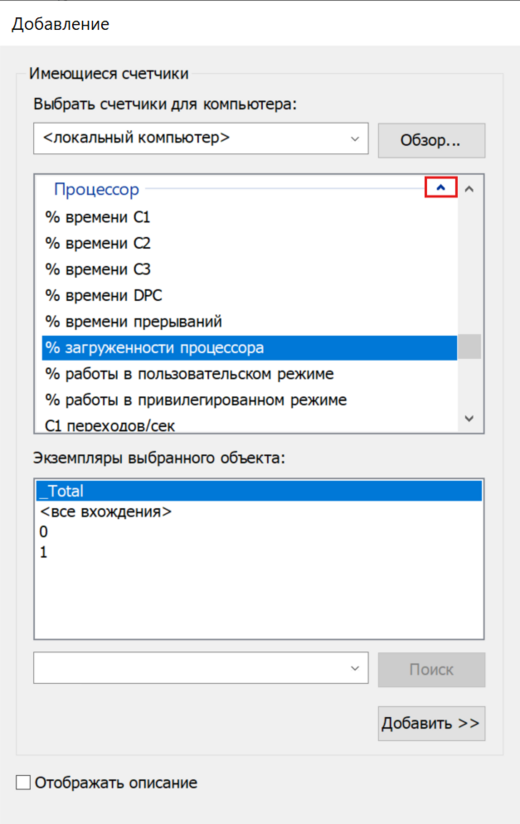 Добавление
Имеющиеся счетчики
Выбрать счетчики для компьютера:
<локальный компьютер>
Обзор...
Процессор
% времени C1
% времени C2
% времени C3
% времени DPC
% времени прерываний
% загруженности процессора
% работы в пользовательском режиме
% работы в привилегированном режиме
C1 переходов/сек
Экземпляры выбранного объекта:
_Total
<все вхождения>
0
1
Поиск
Добавить >>
Отображать описание